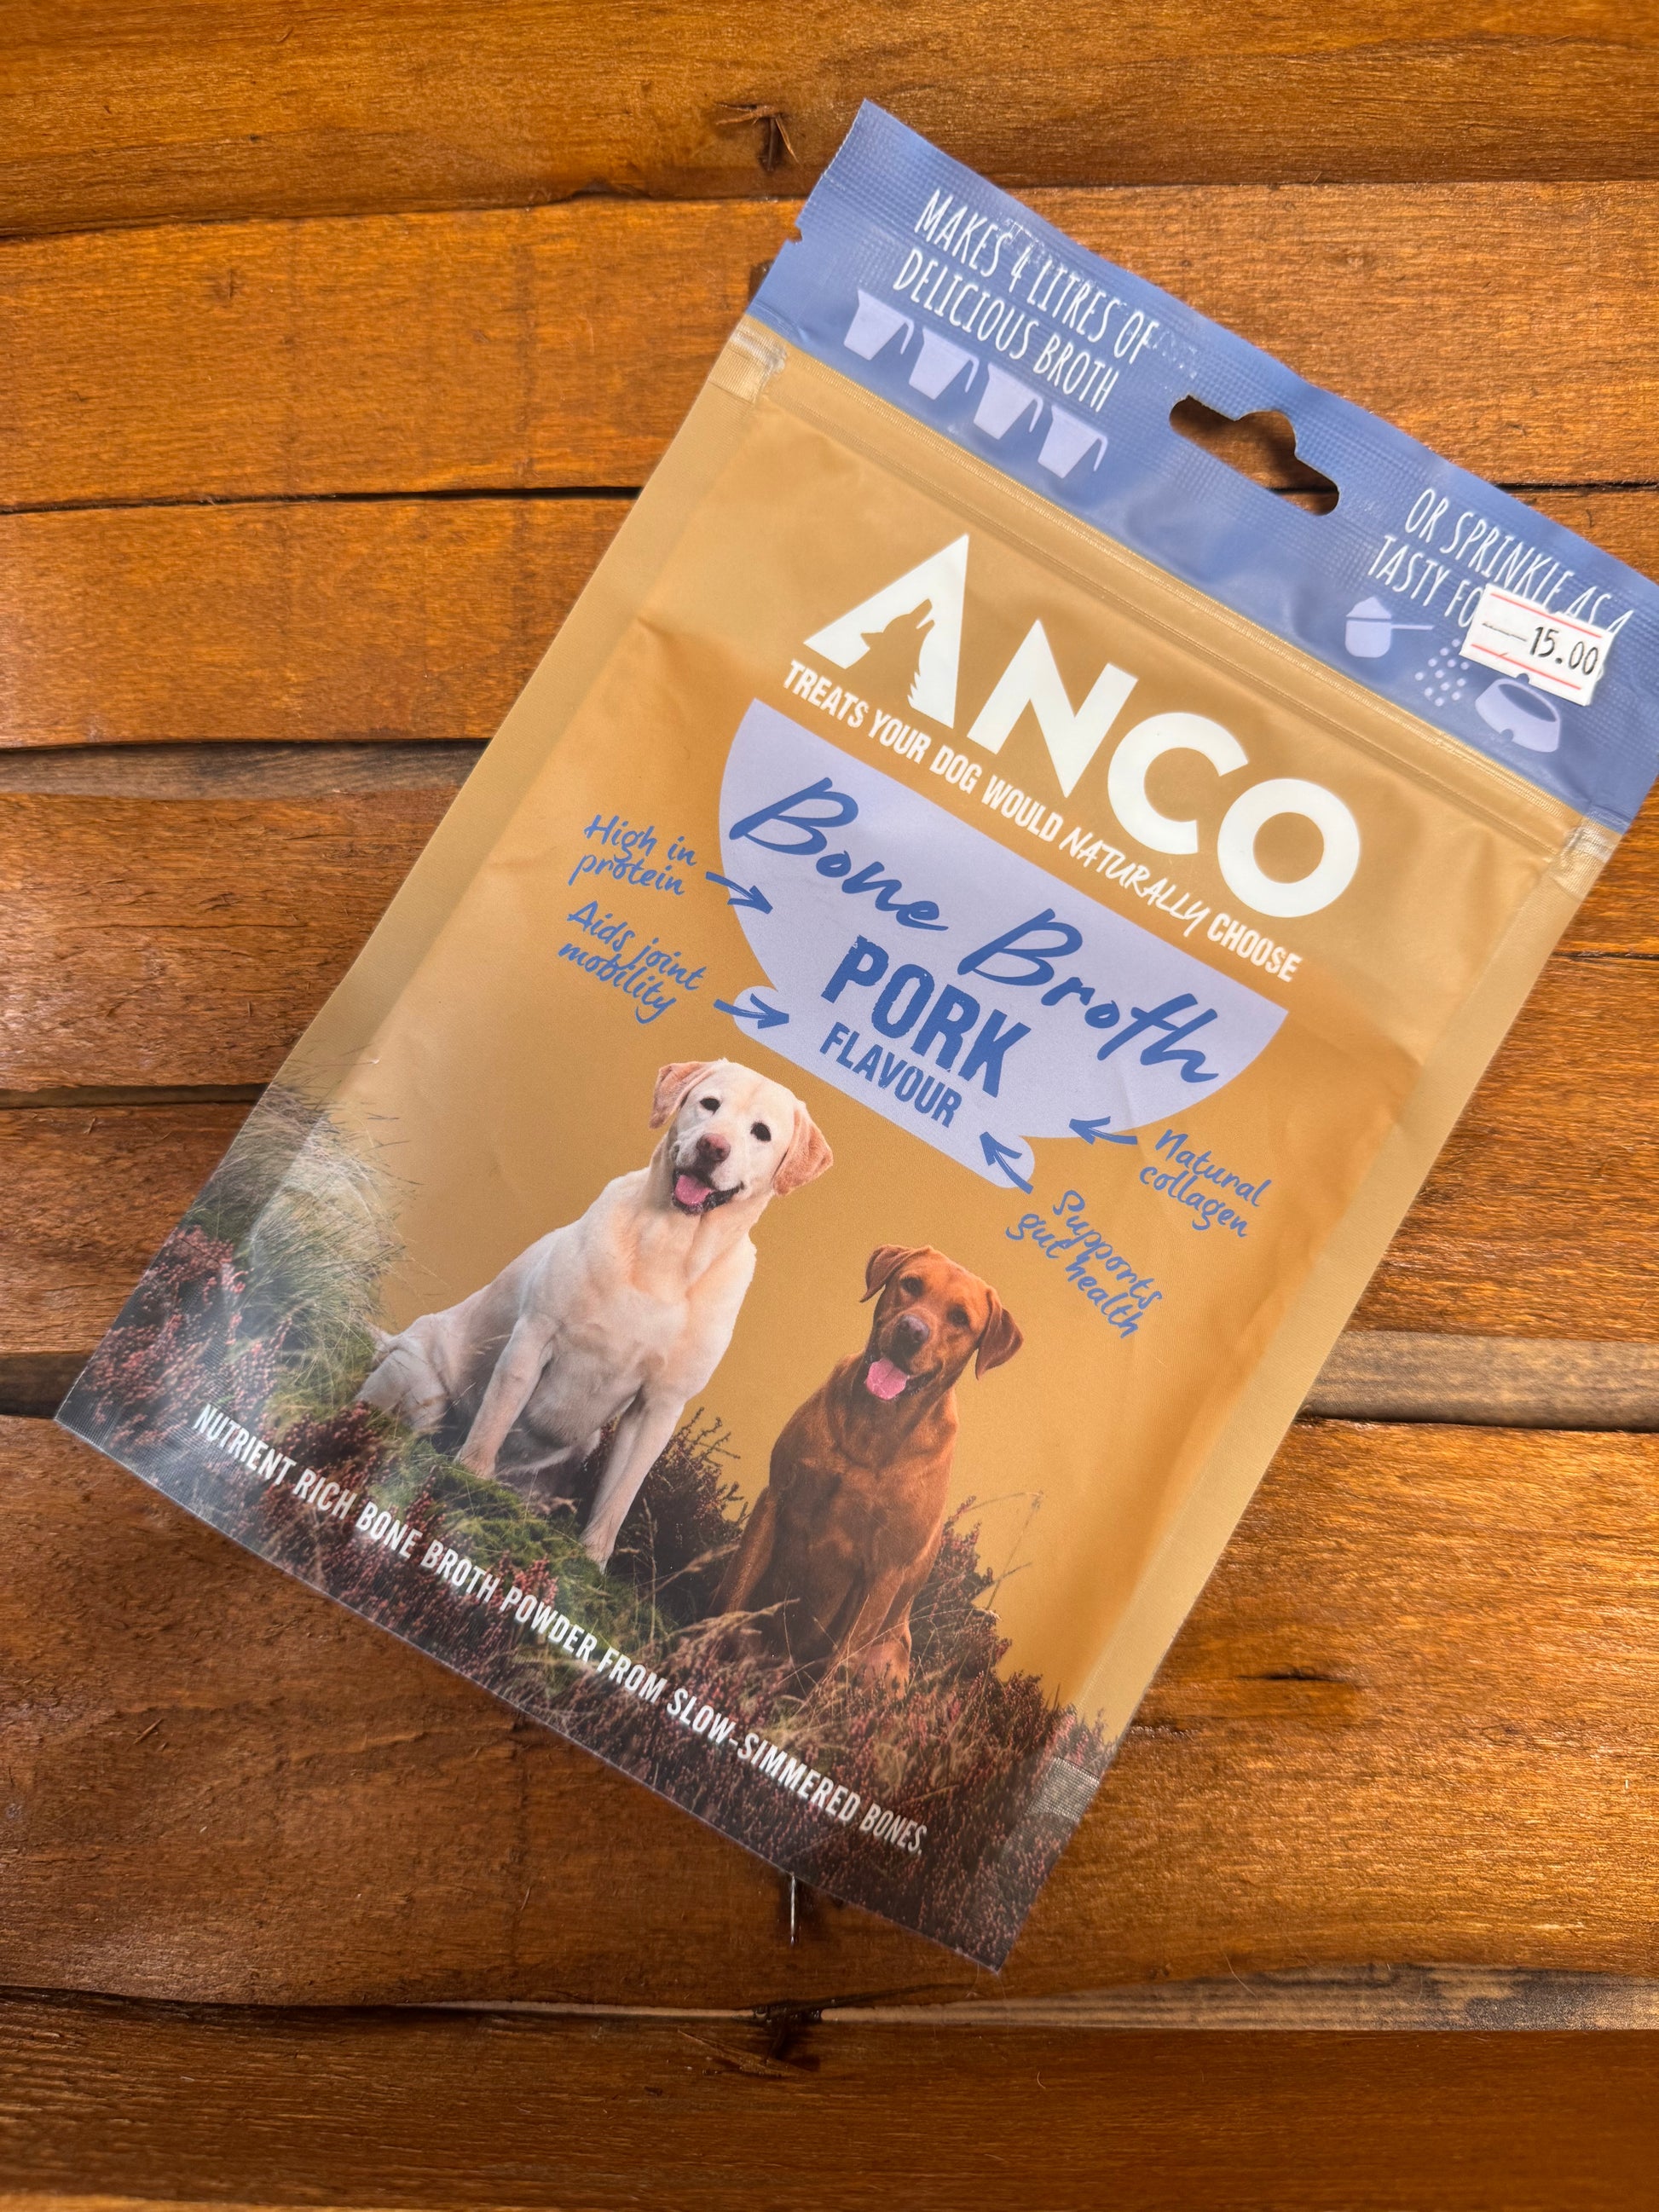 MAKES 4 LITRES OF
DELICIOUS BROTH
OR SPRINKLE AS A
TASTY
15.00
ANCO
TREATS YOUR DOG WOULD NATURALLY CHOOSE
Bone Broth
PORK
FLAVOUR
High in
protein
Aids joint
mobility
Natural
collagen
Supports
gut health
NUTRIENT RICH BONE BROTH POWDER FROM SLOW-SIMMERED BONES.